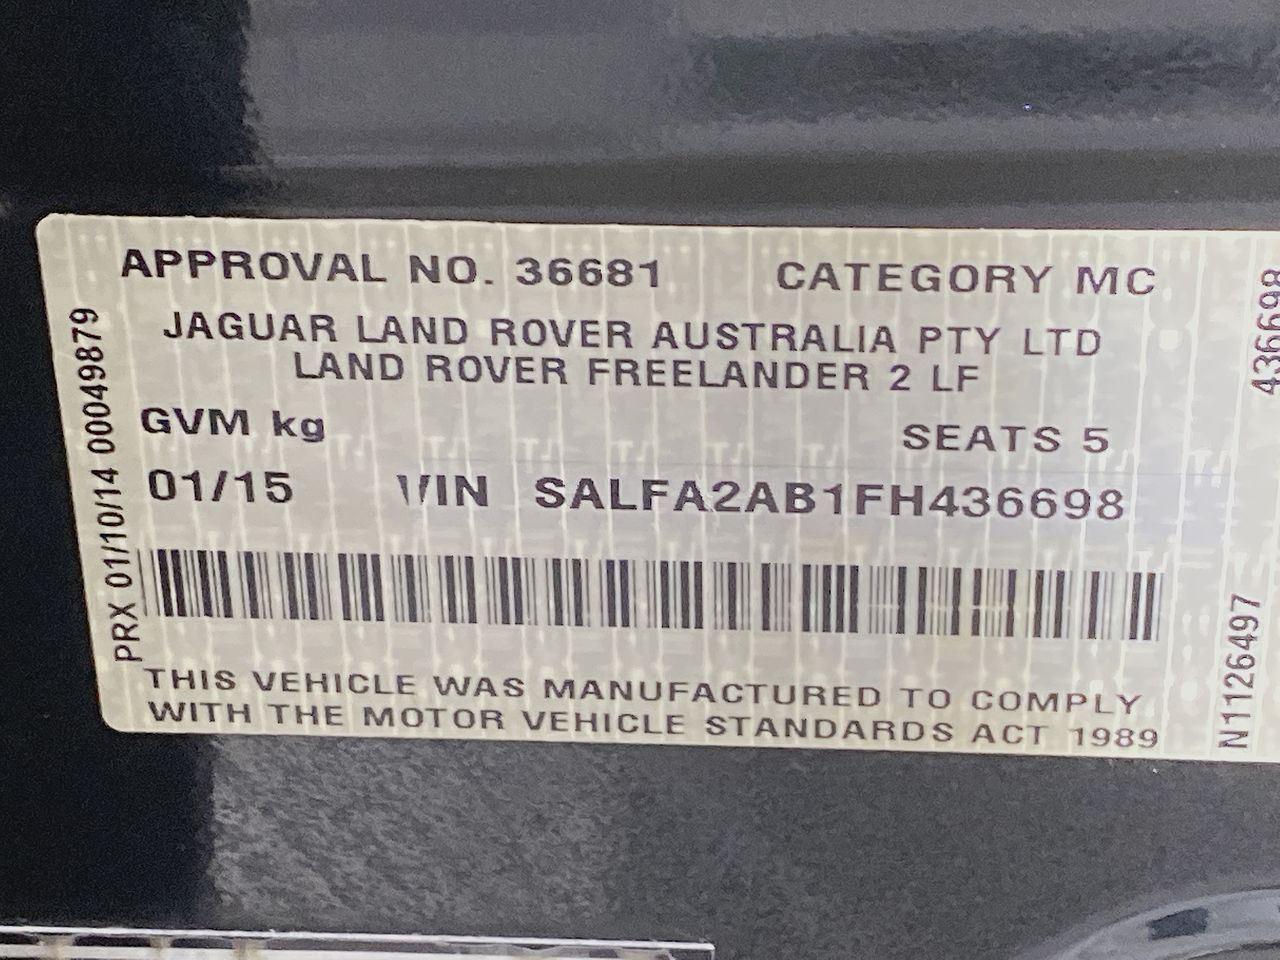 APPROVAL NO. 36681 CATEGORY MC
JAGUAR LAND ROVER AUSTRALIA PTY LTD
LAND ROVER FREELANDER 2 LF
GVM kg SEATS 5
01/15 VIN SALFA2AB1FH436698
THIS VEHICLE WAS MANUFACTURED TO COMPLY
WITH THE MOTOR VEHICLE STANDARDS ACT 1989
PRX 01/10/14 00049879
N1126497 436698